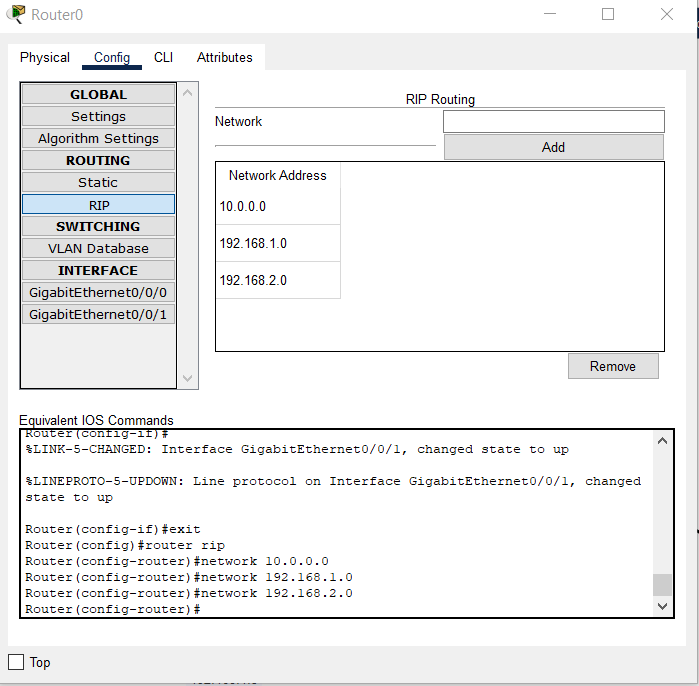 Router0
Physical Config CLI Attributes
GLOBAL
Settings
Algorithm Settings
ROUTING
Static
RIP
SWITCHING
VLAN Database
INTERFACE
GigabitEthernet0/0/0
GigabitEthernet0/0/1
RIP Routing
Network
Add
Network Address
10.0.0.0
192.168.1.0
192.168.2.0
Remove
Equivalent IOS Commands
Router(config-if)#
%LINK-5-CHANGED: Interface GigabitEthernet0/0/1, changed state to up
%LINEPROTO-5-UPDOWN: Line protocol on Interface GigabitEthernet0/0/1, changed
state to up
Router(config-if)#exit
Router(config)#router rip
Router(config-router)#network 10.0.0.0
Router(config-router)#network 192.168.1.0
Router(config-router)#network 192.168.2.0
Router(config-router)#
Top